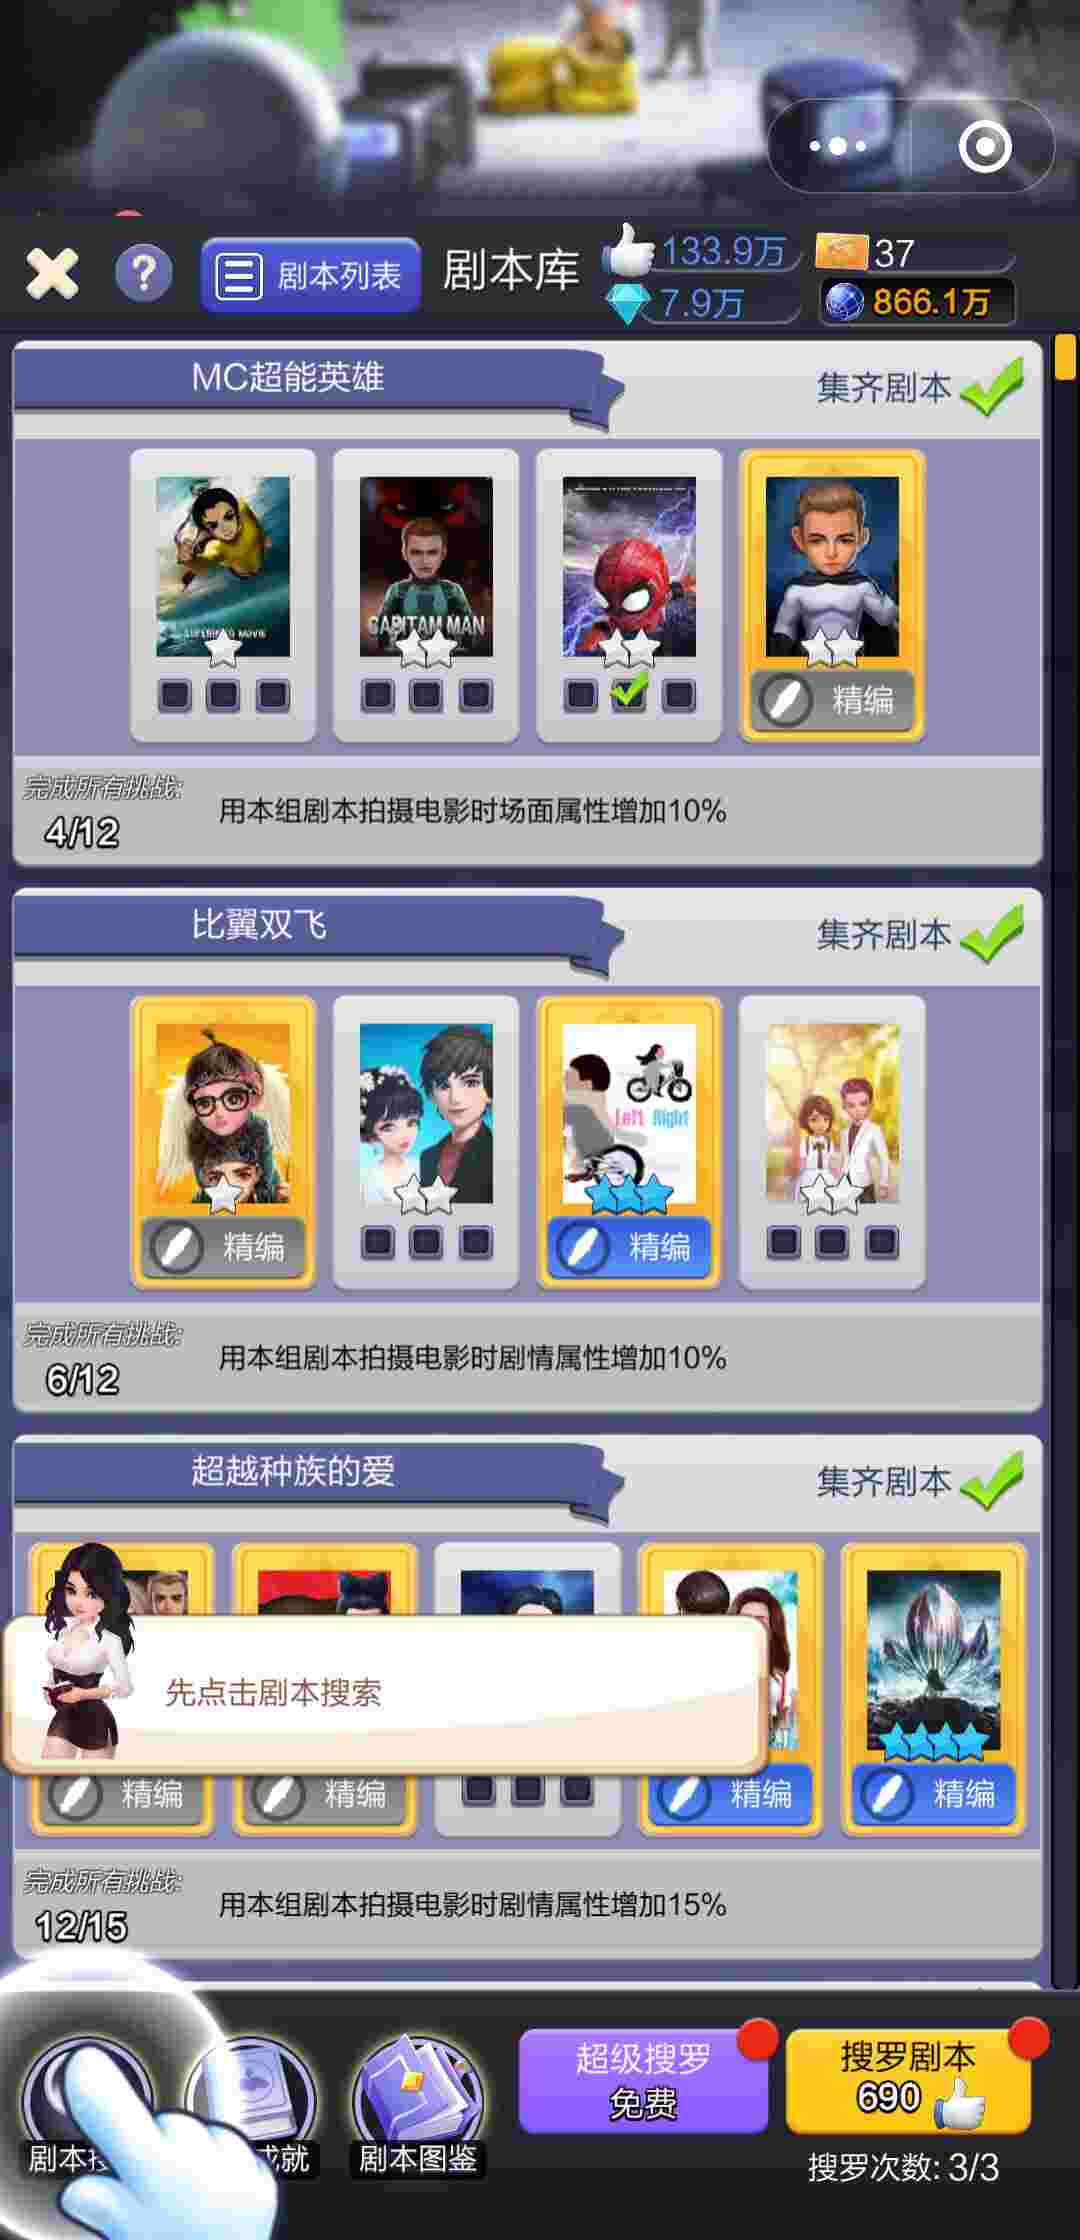 剧本列表
剧本库
133.9万
37
7.9万
866.1万
MC超能英雄
集齐剧本
CAPITAM MAN
精编
完成所有挑战:
4/12
用本组剧本拍摄电影时场面属性增加10%
比翼双飞
集齐剧本
Left Right
精编
精编
完成所有挑战:
6/12
用本组剧本拍摄电影时剧情属性增加10%
超越种族的爱
集齐剧本
先点击剧本搜索
精编
精编
精编
精编
完成所有挑战:
12/15
用本组剧本拍摄电影时剧情属性增加15%
剧本
就
剧本图鉴
超级搜罗
免费
搜罗剧本
690
搜罗次数: 3/3